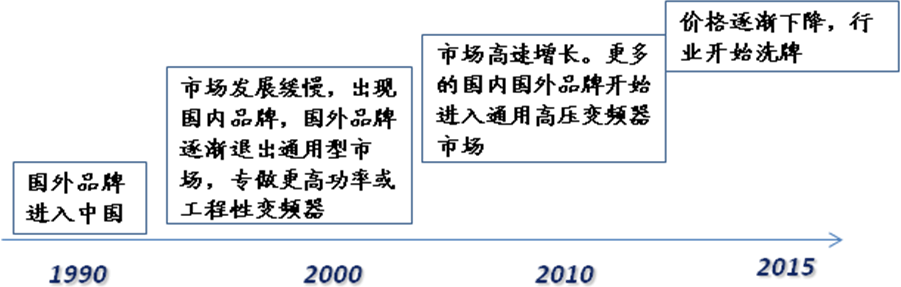 国外品牌
进入中国
市场发展缓慢，出现
国内品牌，国外品牌
逐渐退出通用型市
场，专做更高功率或
工程性变频器
市场高速增长。更多
的国内国外品牌开始
进入通用高压变频器
市场
价格逐渐下降，行
业开始洗牌
1990
2000
2010
2015